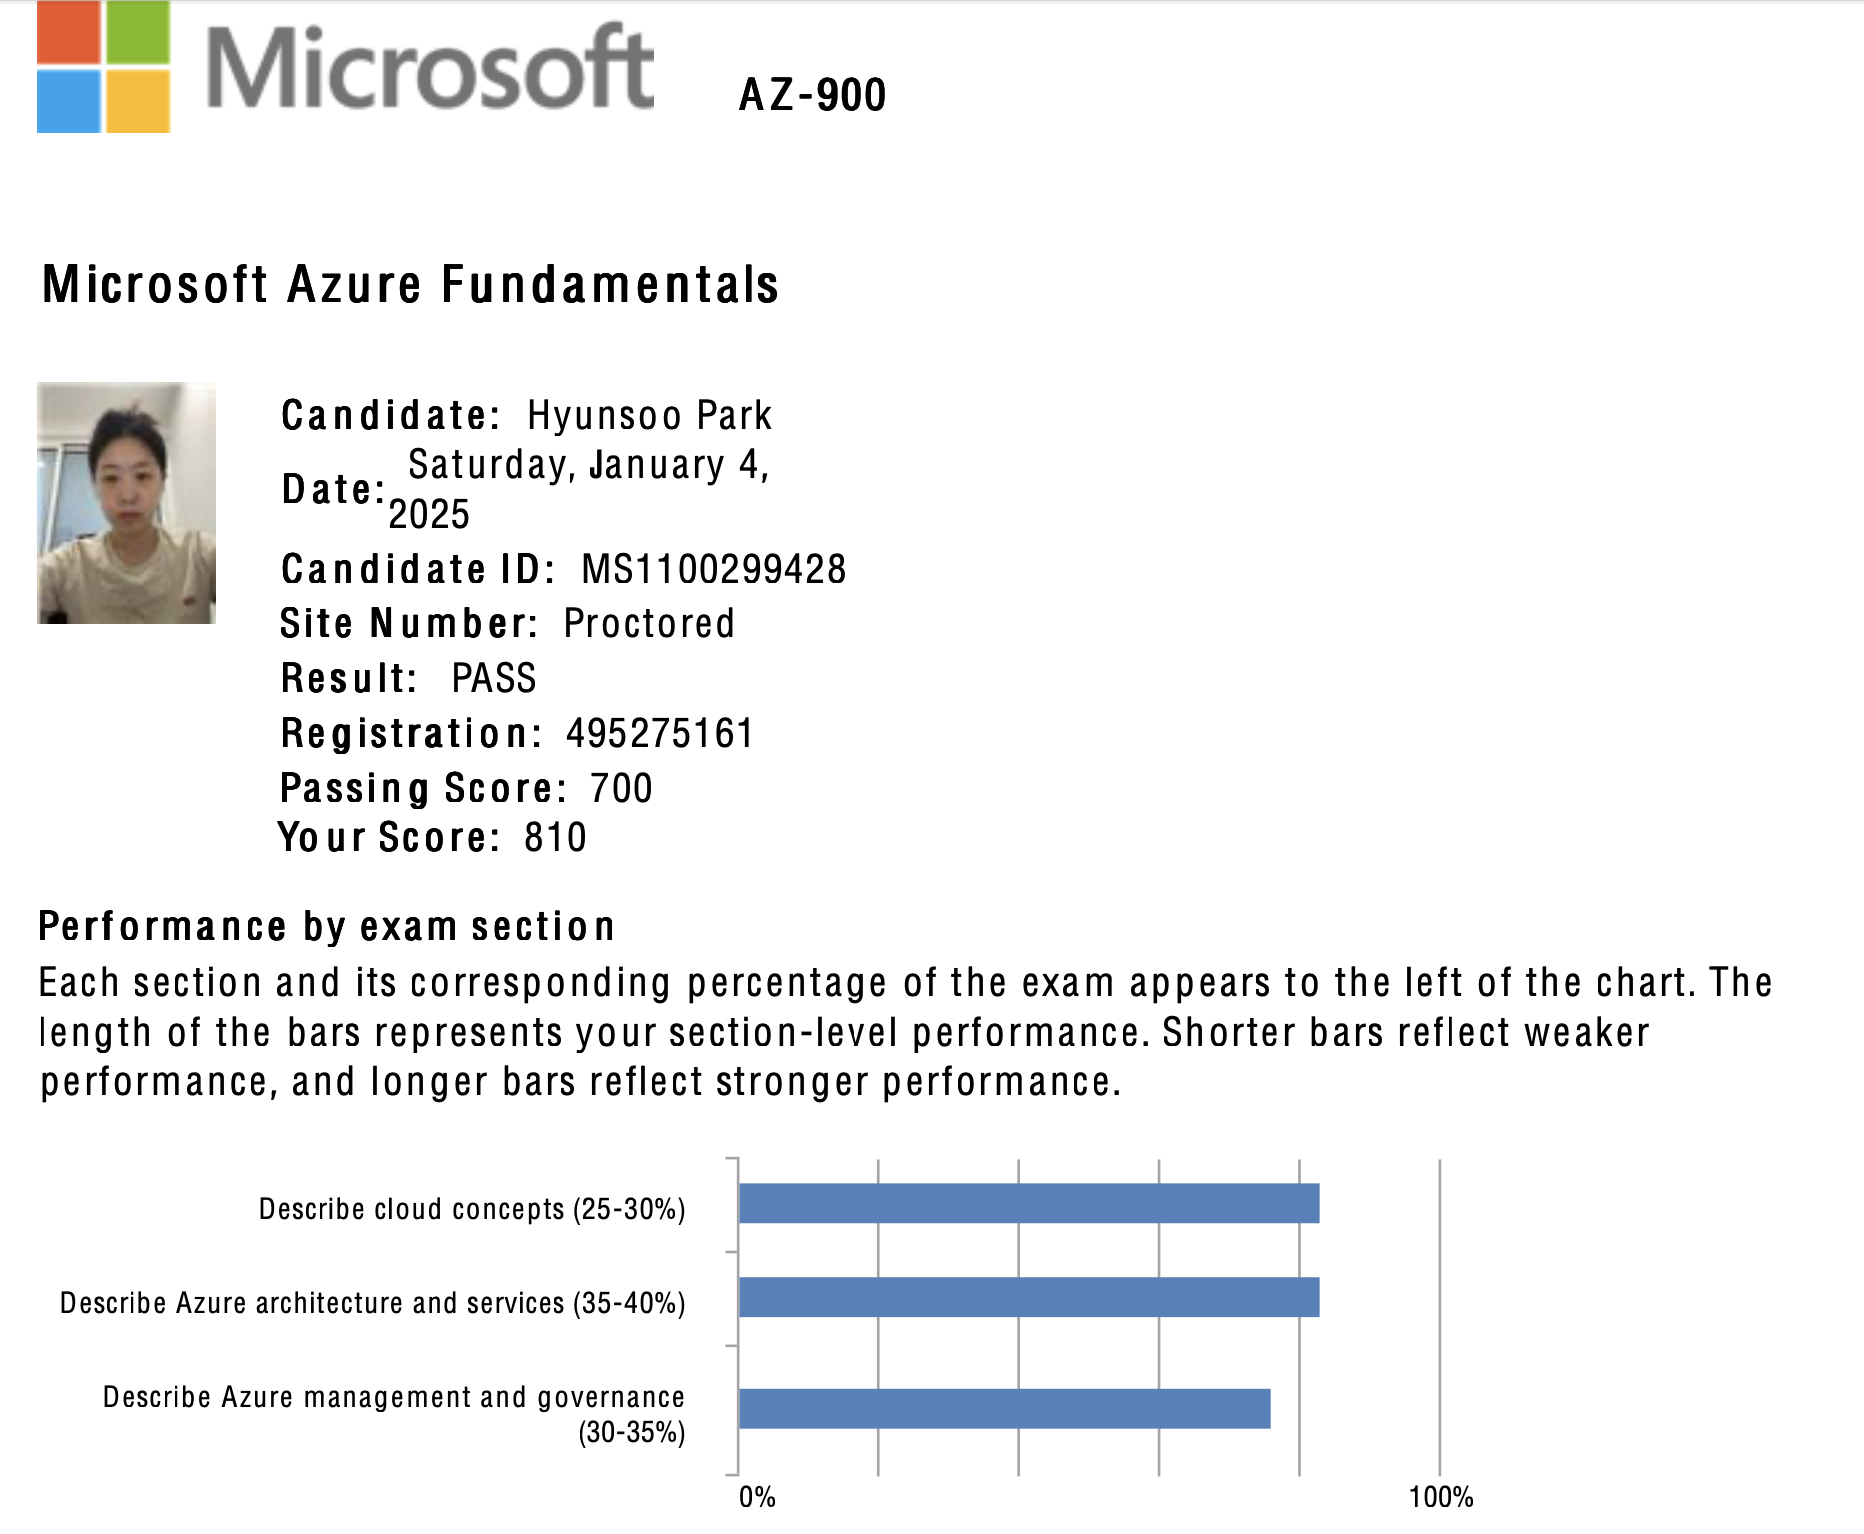 Microsoft
AZ-900
Microsoft Azure Fundamentals
Candidate: Hyunsoo Park
Date: Saturday, January 4,
2025
Candidate ID: MS1100299428
Site Number: Proctored
Result: PASS
Registration: 495275161
Passing Score: 700
Your Score: 810
Performance by exam section
Each section and its corresponding percentage of the exam appears to the left of the chart. The
length of the bars represents your section-level performance. Shorter bars reflect weaker
performance, and longer bars reflect stronger performance.
Describe cloud concepts (25-30%)
Describe Azure architecture and services (35-40%)
Describe Azure management and governance
(30-35%)
0% 100%